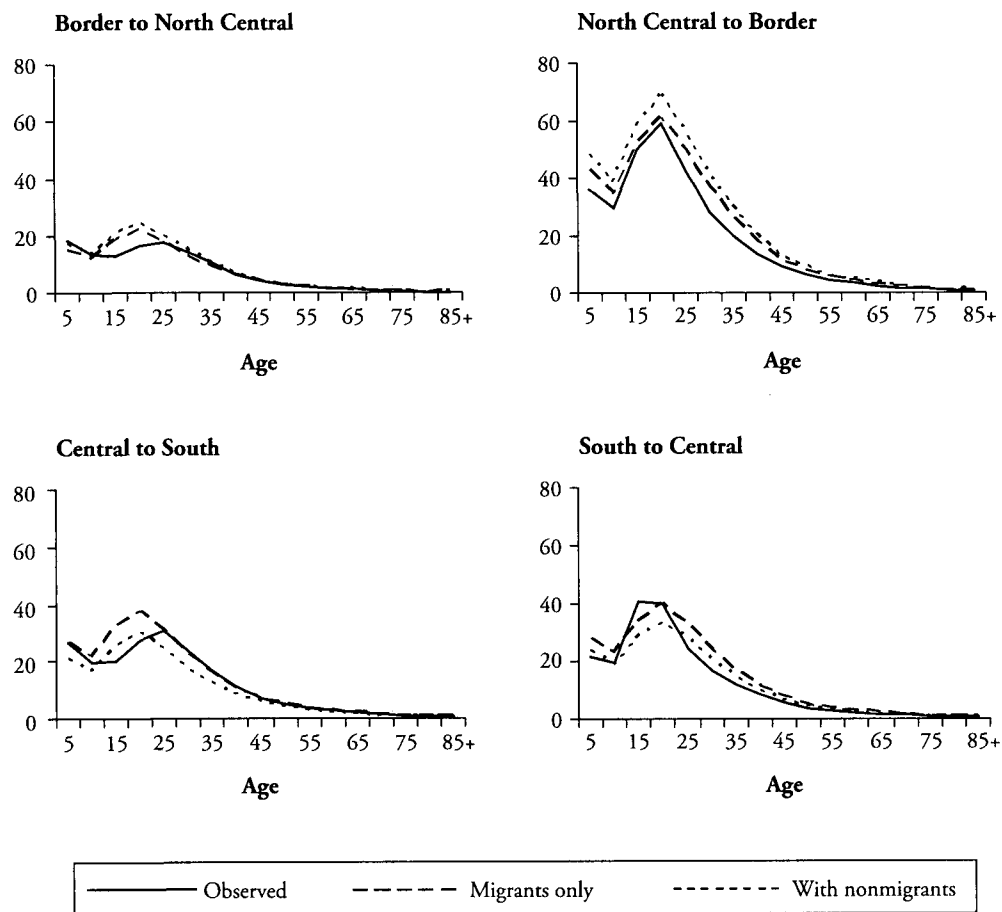 Border to North Central
80
60
40
20
0
5 15 25 35 45 55 65 75 85+
Age
North Central to Border
80
60
40
20
0
5 15 25 35 45 55 65 75 85+
Age
Central to South
80
60
40
20
0
5 15 25 35 45 55 65 75 85+
Age
South to Central
80
60
40
20
0
5 15 25 35 45 55 65 75 85+
Age
Observed Migrants only With nonmigrants